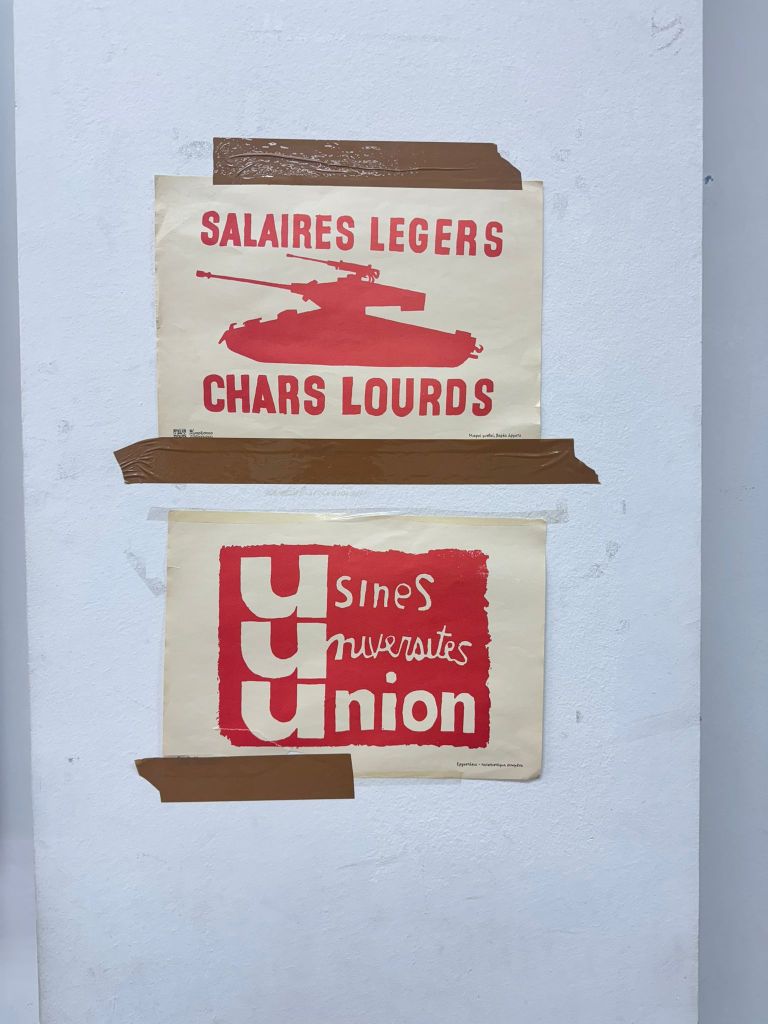 SALAIRES LEGERS
CHARS LOURDS
usines
universites
union